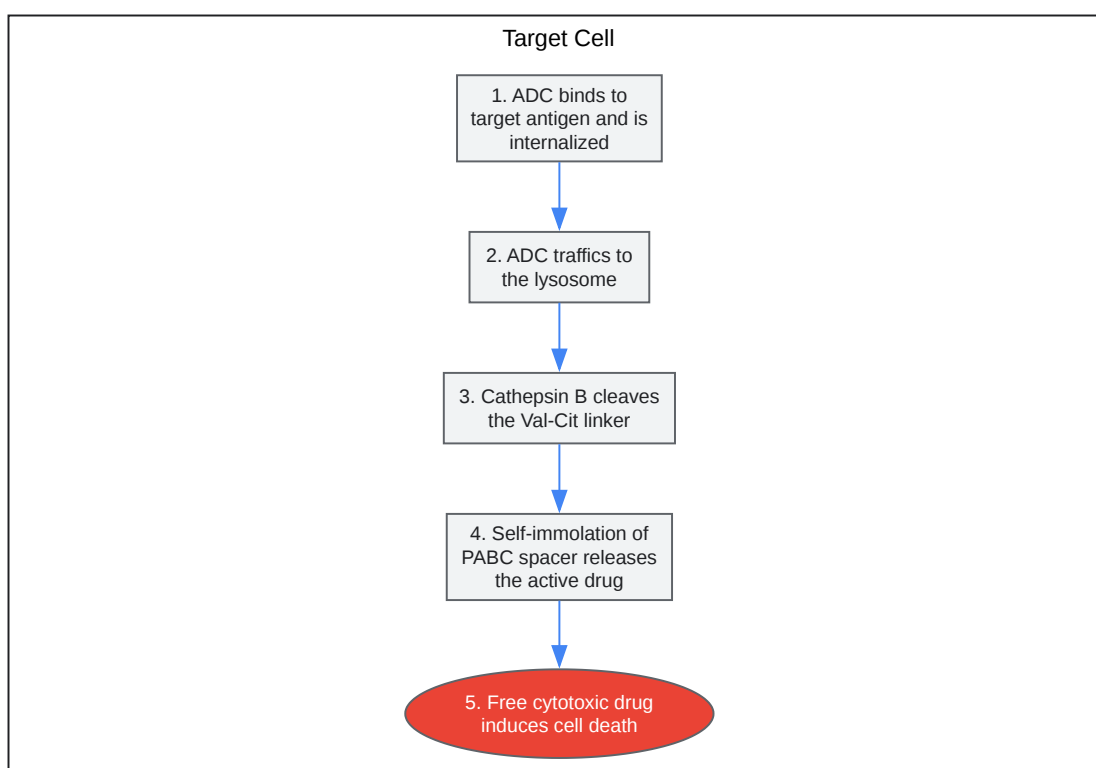 Target Cell
1. ADC binds to
target antigen and is
internalized
2. ADC traffics to
the lysosome
3. Cathepsin B cleaves
the Val-Cit linker
4. Self-immolation of
PABC spacer releases
the active drug
5. Free cytotoxic drug
induces cell death